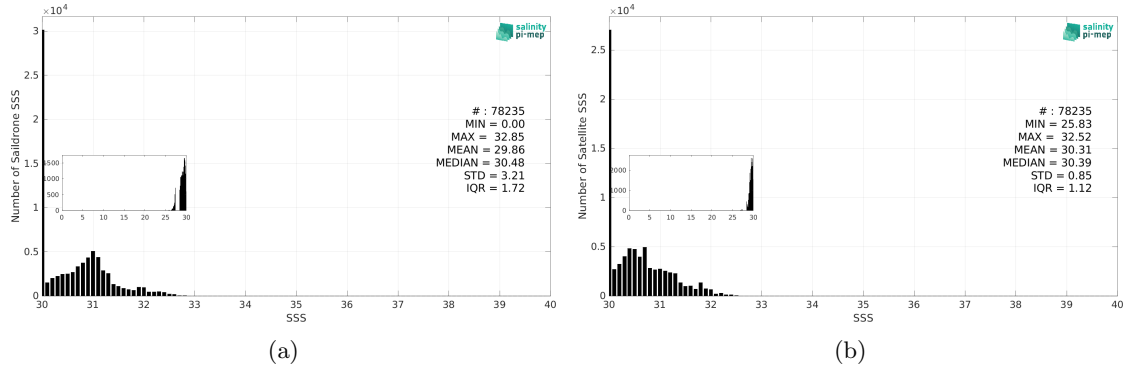 ×10⁴
3
2.5
2
1.5
1
0.5
0
Number of Saildrone SSS
salinity
pi-mep
# : 78235
MIN = 0.00
MAX = 32.85
MEAN = 29.86
MEDIAN = 30.48
STD = 3.21
IQR = 1.72
1500
1000
500
0
0 5 10 15 20 25 30
30 31 32 33 34 35 36 37 38 39 40
SSS
(a)
×10⁴
2.5
2
1.5
1
0.5
0
Number of Satellite SSS
salinity
pi-mep
# : 78235
MIN = 25.83
MAX = 32.52
MEAN = 30.31
MEDIAN = 30.39
STD = 0.85
IQR = 1.12
2000
1000
0
0 5 10 15 20 25 30
30 31 32 33 34 35 36 37 38 39 40
SSS
(b)